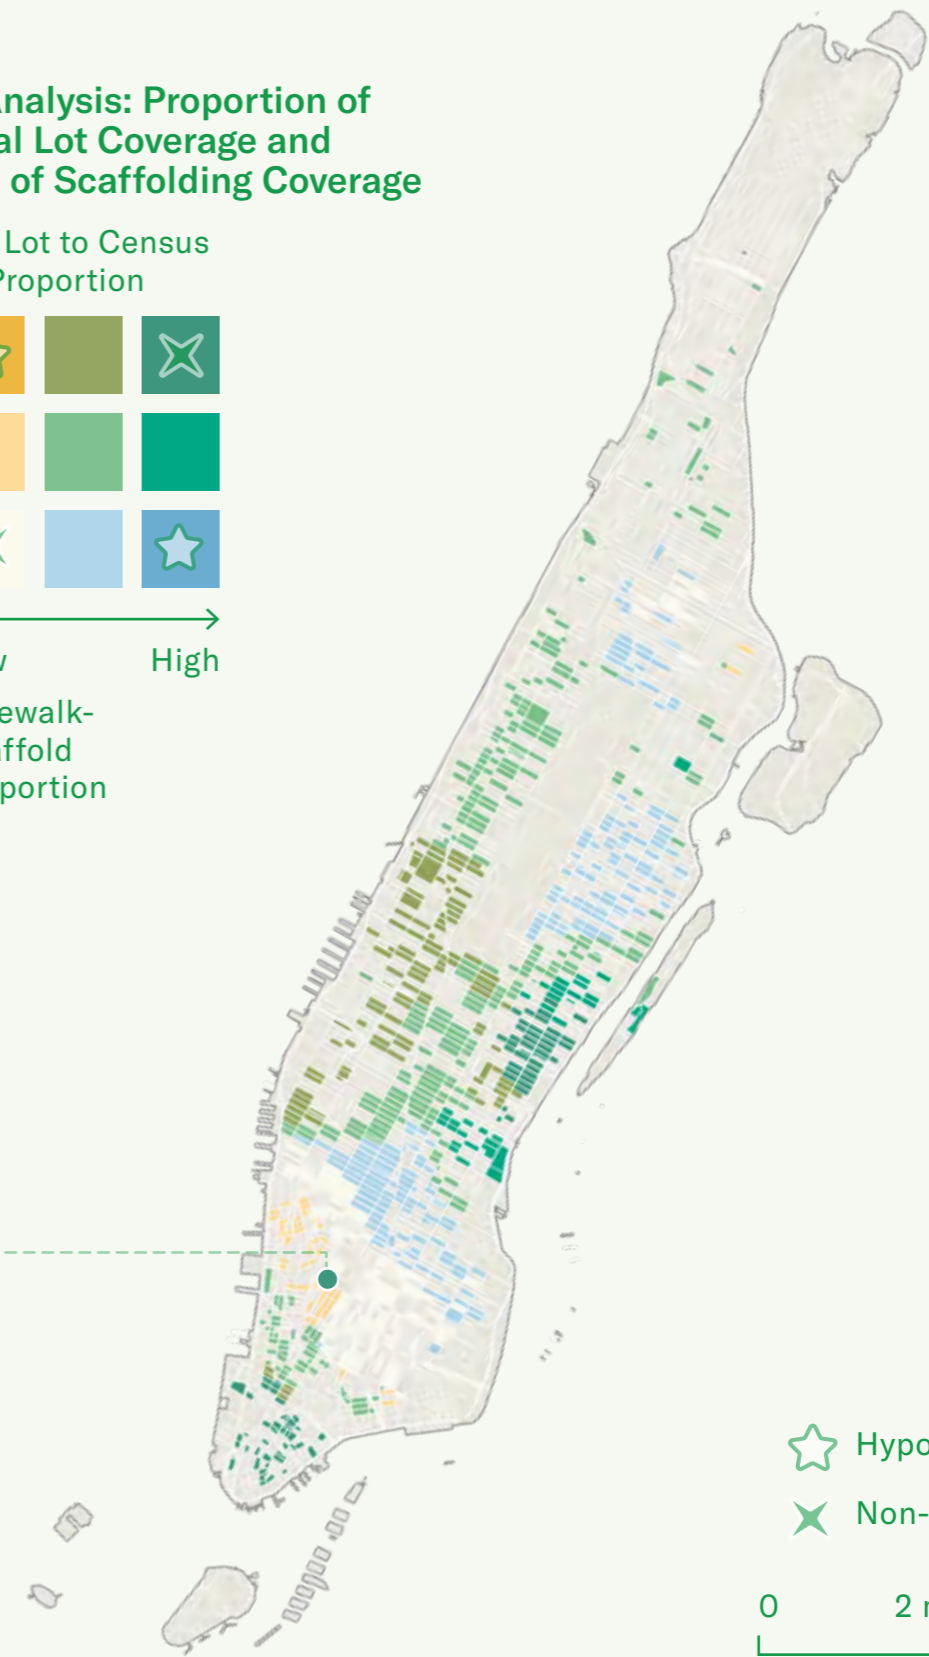 nalysis: Proportion of
al Lot Coverage and
of Scaffolding Coverage
Lot to Census
Proportion
High
ewalk-
ffold
portion
Hypo
Non-
0 2